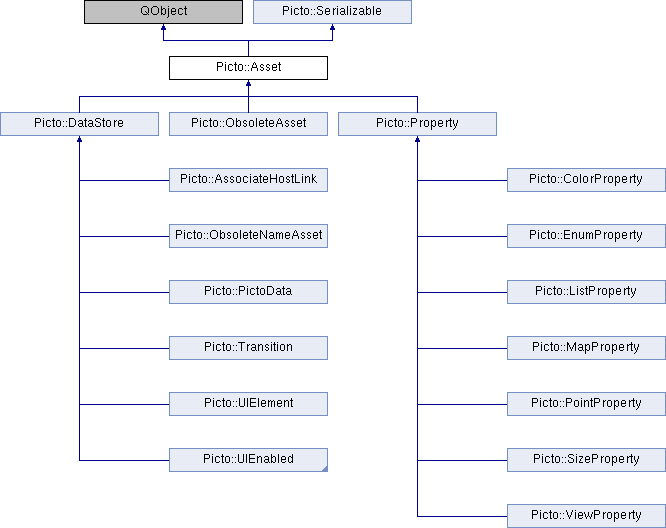 QObject
Picto::Serializable
Picto::Asset
Picto::DataStore
Picto::ObsoleteAsset
Picto::Property
Picto::AssociateHostLink
Picto::ColorProperty
Picto::ObsoleteNameAsset
Picto::EnumProperty
Picto::PictoData
Picto::ListProperty
Picto::Transition
Picto::MapProperty
Picto::UIElement
Picto::PointProperty
Picto::UIEnabled
Picto::SizeProperty
Picto::ViewProperty